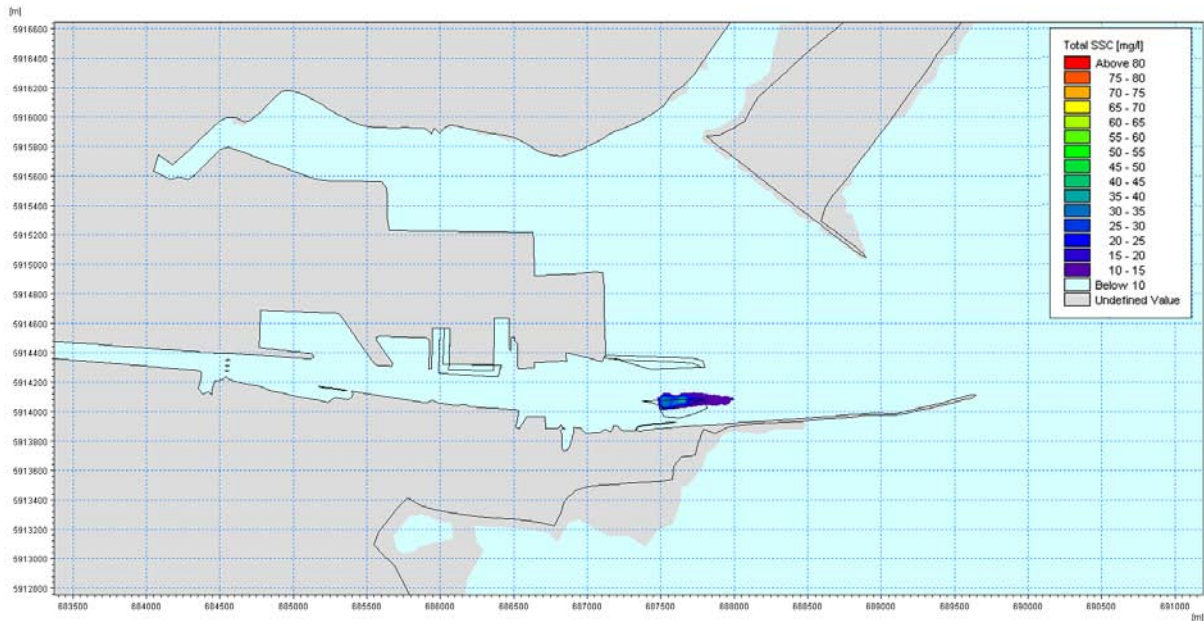 [m]
5916600
5916400
5916200
5916000
5915800
5915600
5915400
5915200
5915000
5914800
5914600
5914400
5914200
5914000
5913800
5913600
5913400
5913200
5913000
5912800
683500 684000 684500 685000 685500 686000 686500 687000 687500 688000 688500 689000 689500 690000 690500 691000
[m]
Total SSC [mg/l]
Above 80
75 - 80
70 - 75
65 - 70
60 - 65
55 - 60
50 - 55
45 - 50
40 - 45
35 - 40
30 - 35
25 - 30
20 - 25
15 - 20
10 - 15
Below 10
Undefined Value